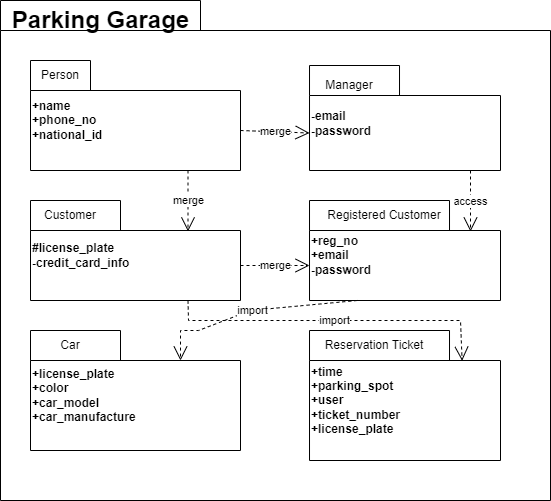 Parking Garage
Person
+name
+phone_no
+national_id
merge
Manager
-email
-password
merge
access
Customer
#license_plate
-credit_card_info
merge
Registered Customer
+reg_no
+email
-password
import
import
Car
+license_plate
+color
+car_model
+car_manufacture
Reservation Ticket
+time
+parking_spot
+user
+ticket_number
+license_plate